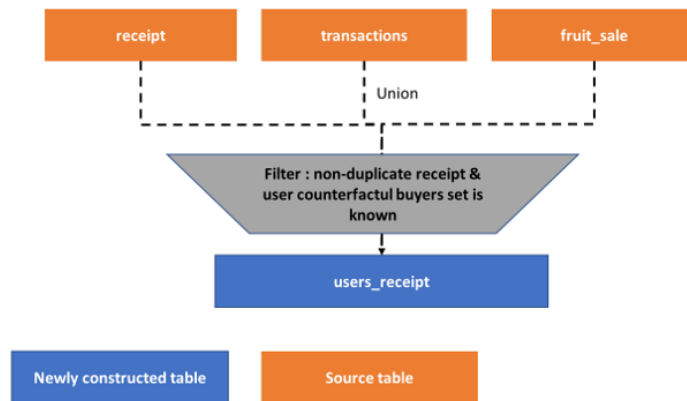 receipt
transactions
fruit_sale
Union
Filter : non-duplicate receipt &
user counterfactul buyers set is
known
users_receipt
Newly constructed table
Source table